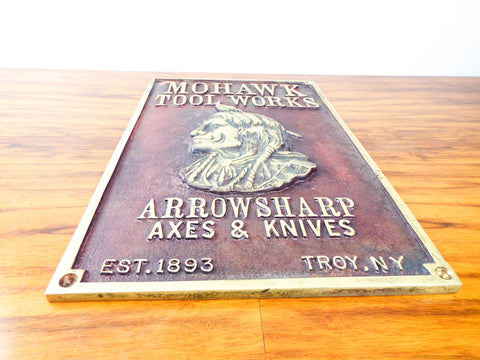 MOHAWK
TOOL WORKS
ARROWSHARP
AXES & KNIVES
EST. 1893 TROY, NY